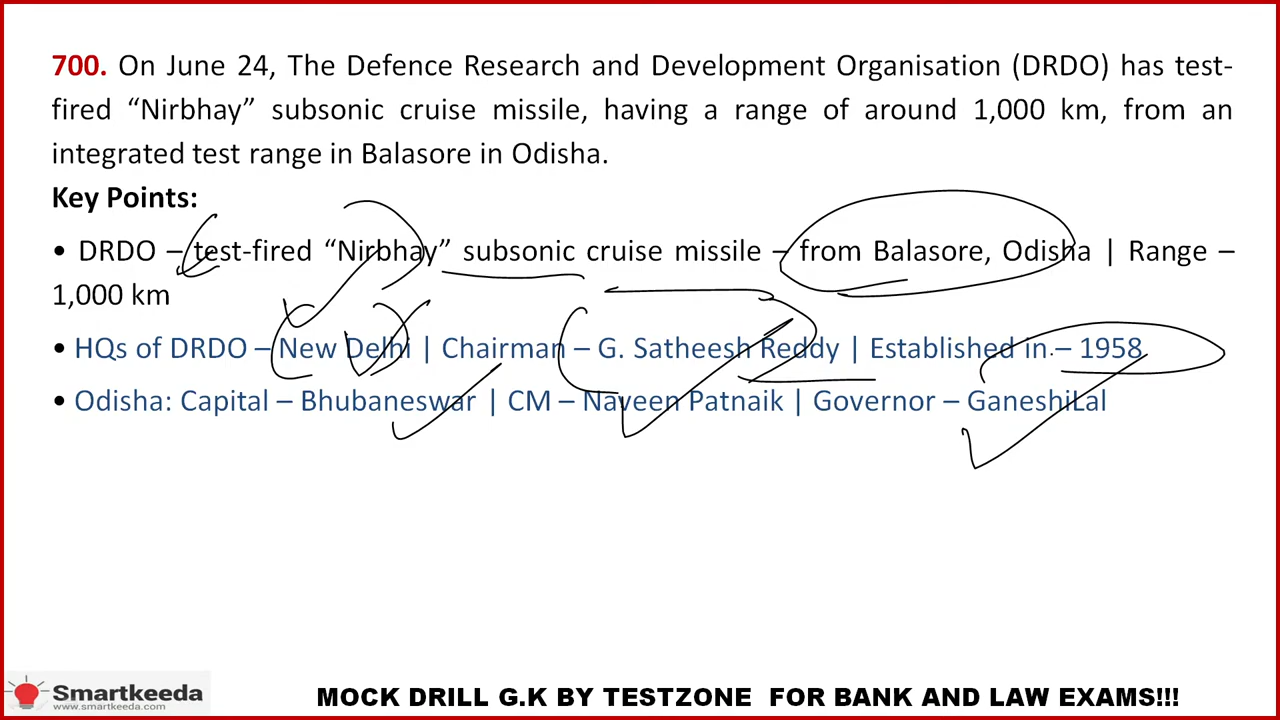 700. On June 24, The Defence Research and Development Organisation (DRDO) has test-
fired “Nirbhay” subsonic cruise missile, having a range of around 1,000 km, from an
integrated test range in Balasore in Odisha.
Key Points:
• DRDO – test-fired “Nirbhay” subsonic cruise missile – from Balasore, Odisha | Range –
1,000 km
• HQs of DRDO – New Delhi | Chairman – G. Satheesh Reddy | Established in – 1958
• Odisha: Capital – Bhubaneswar | CM – Naveen Patnaik | Governor – GaneshiLal
Smartkeeda
www.smartkeeda.com
MOCK DRILL G.K BY TESTZONE FOR BANK AND LAW EXAMS!!!